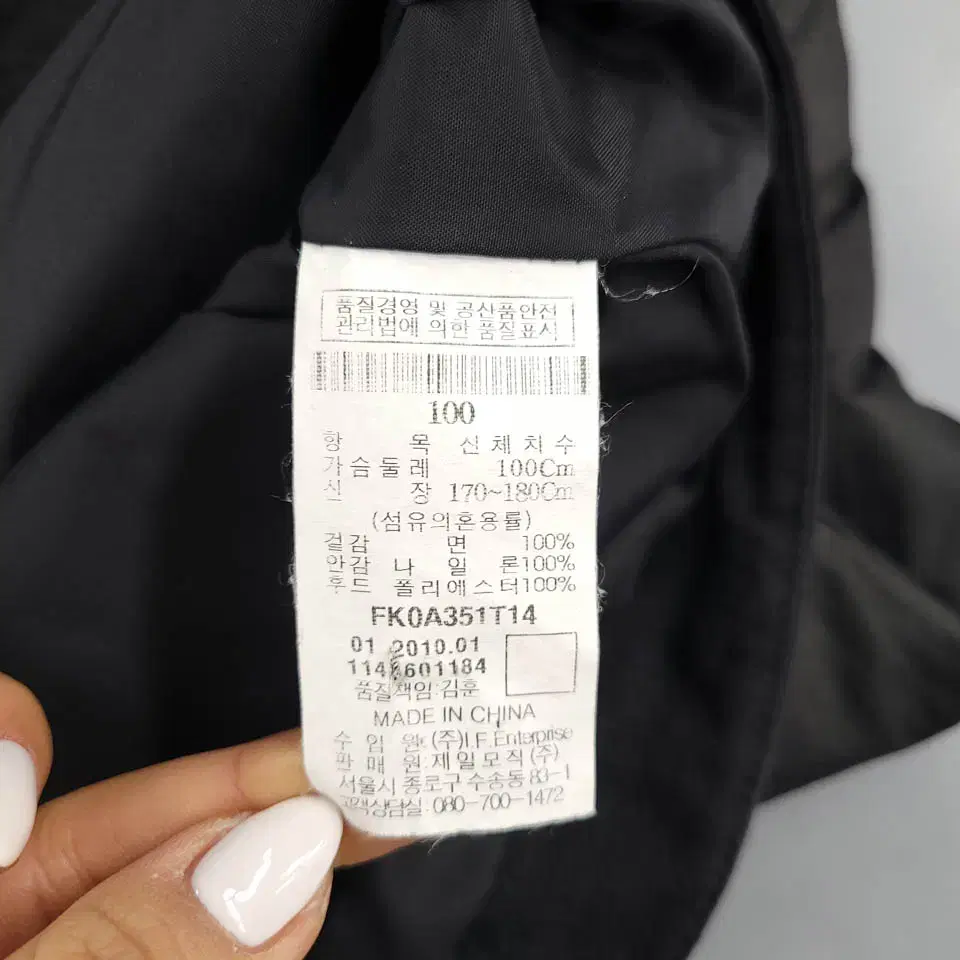 품질경영 및 공산품안전
관리법에 의한 품질표시
100
항 목 신체치수
가슴둘레 100Cm
신 장 170~180Cm
(섬유의혼용률)
겉감 면 100%
안감 나일론100%
후드 폴리에스터100%
FK0A351T14
01 2010.01
품질책임:김훈
MADE IN CHINA
수입원:(주)I.F.Enterprise
판매원:제일모직(주)
서울시 종로구 수송동 83-1
고객상담실:080-700-1472